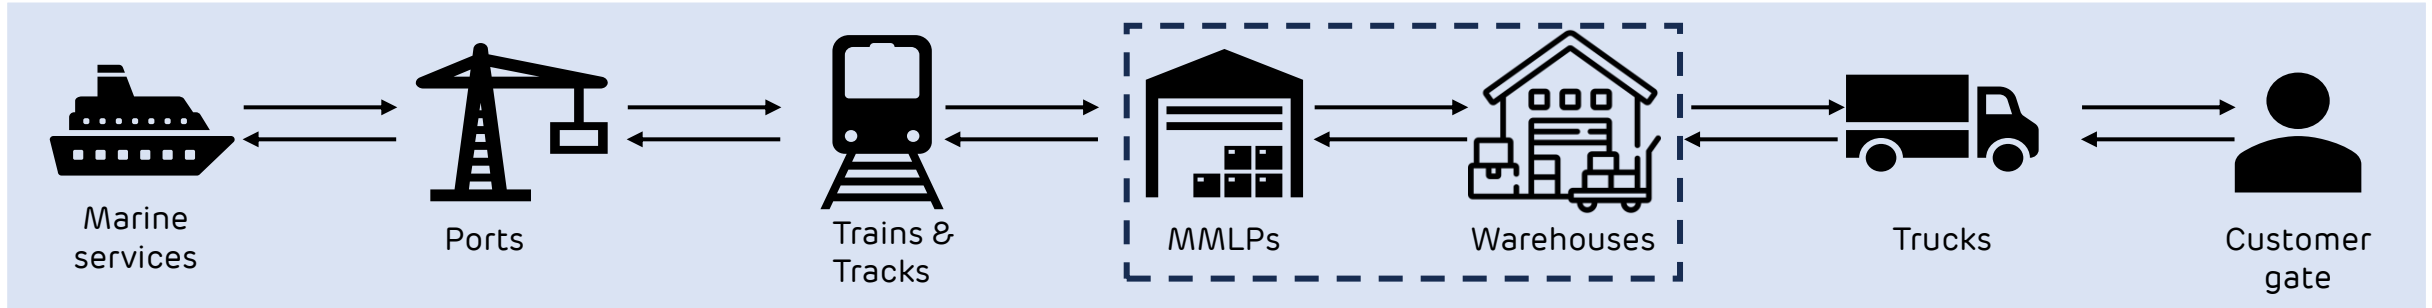 Marine
services
Ports
Trains &
Tracks
MMLPs
Warehouses
Trucks
Customer
gate